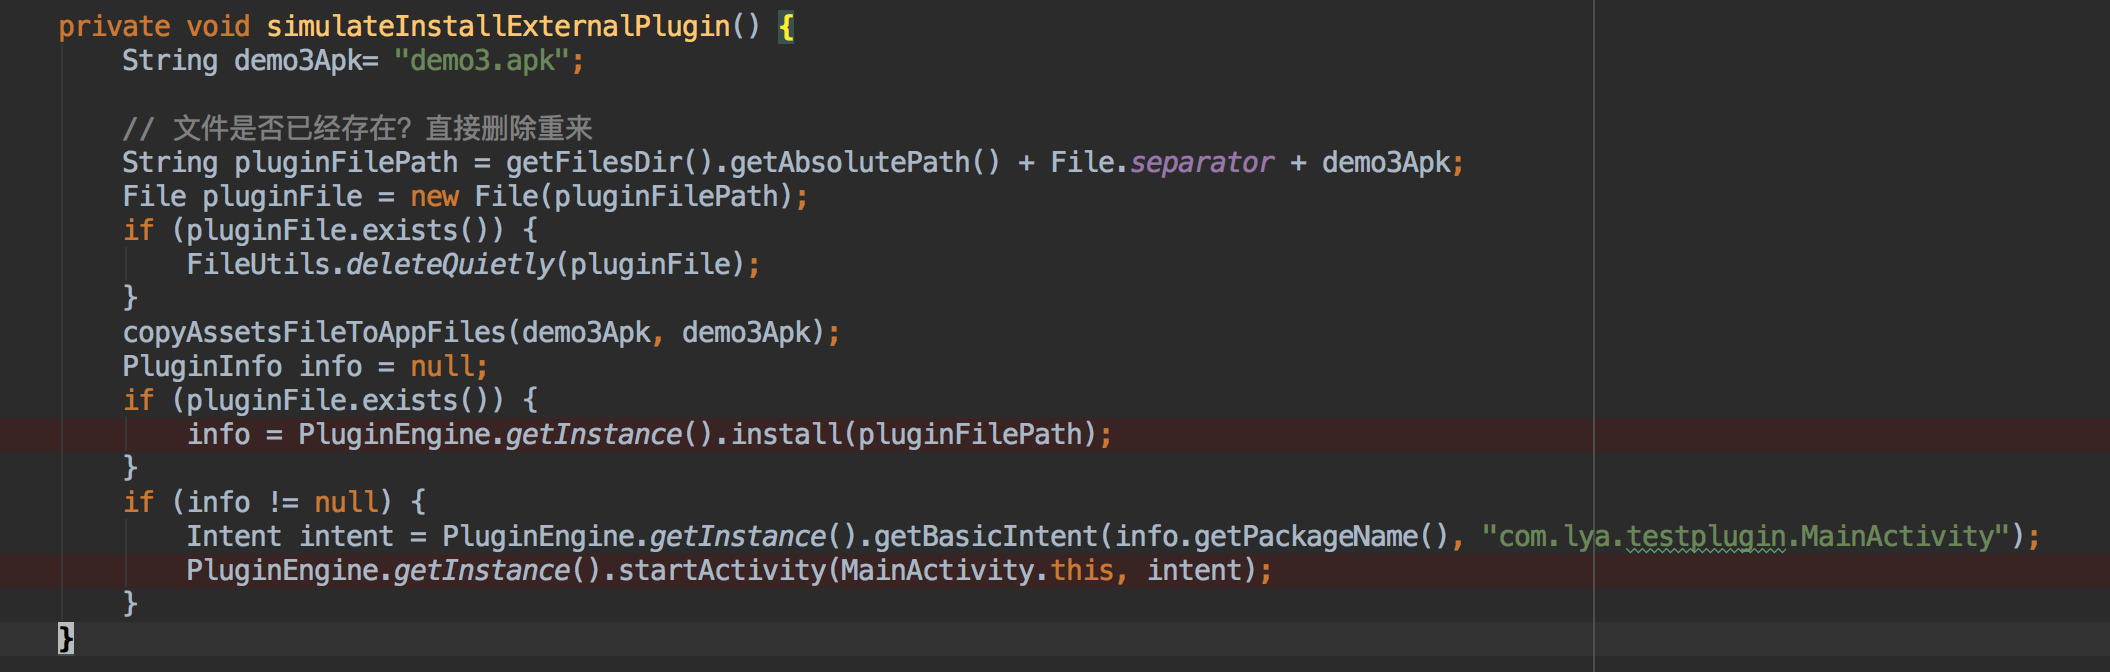 private void simulateInstallExternalPlugin() {
String demo3Apk= "demo3.apk";
// 文件是否已经存在？直接删除重来
String pluginFilePath = getFilesDir().getAbsolutePath() + File.separator + demo3Apk;
File pluginFile = new File(pluginFilePath);
if (pluginFile.exists()) {
FileUtils.deleteQuietly(pluginFile);
}
copyAssetsFileToAppFiles(demo3Apk, demo3Apk);
PluginInfo info = null;
if (pluginFile.exists()) {
info = PluginEngine.getInstance().install(pluginFilePath);
}
if (info != null) {
Intent intent = PluginEngine.getInstance().getBasicIntent(info.getPackageName(), "com.lya.testplugin.MainActivity");
PluginEngine.getInstance().startActivity(MainActivity.this, intent);
}
}